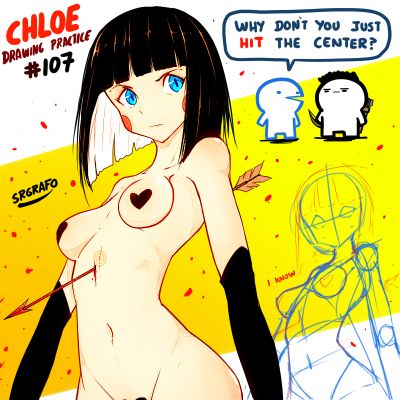 CHLOE
DRAWING PRACTICE
#107
WHY DON'T YOU JUST
HIT THE CENTER?
SRGRAFO
I KNOW